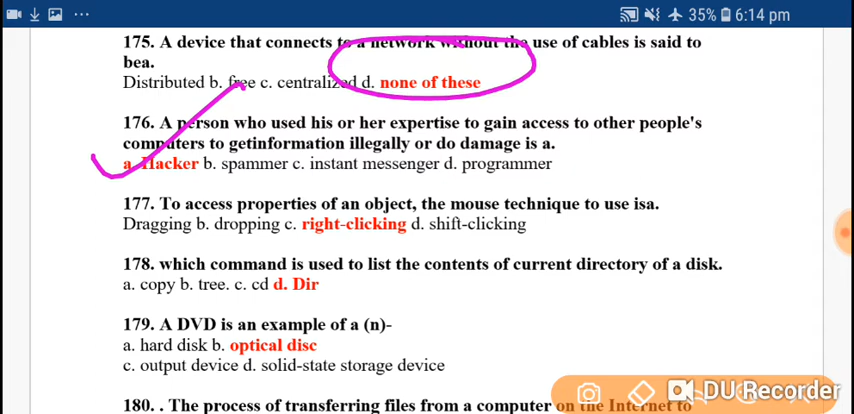 35% 6:14 pm
175. A device that connects to a network without the use of cables is said to
bea.
Distributed b. free c. centralized d. none of these
176. A person who used his or her expertise to gain access to other people's
computers to getinformation illegally or do damage is a.
a. Hacker b. spammer c. instant messenger d. programmer
177. To access properties of an object, the mouse technique to use isa.
Dragging b. dropping c. right-clicking d. shift-clicking
178. which command is used to list the contents of current directory of a disk.
a. copy b. tree. c. cd d. Dir
179. A DVD is an example of a (n)-
a. hard disk b. optical disc
c. output device d. solid-state storage device
DU Recorder
180. . The process of transferring files from a computer on the Internet to